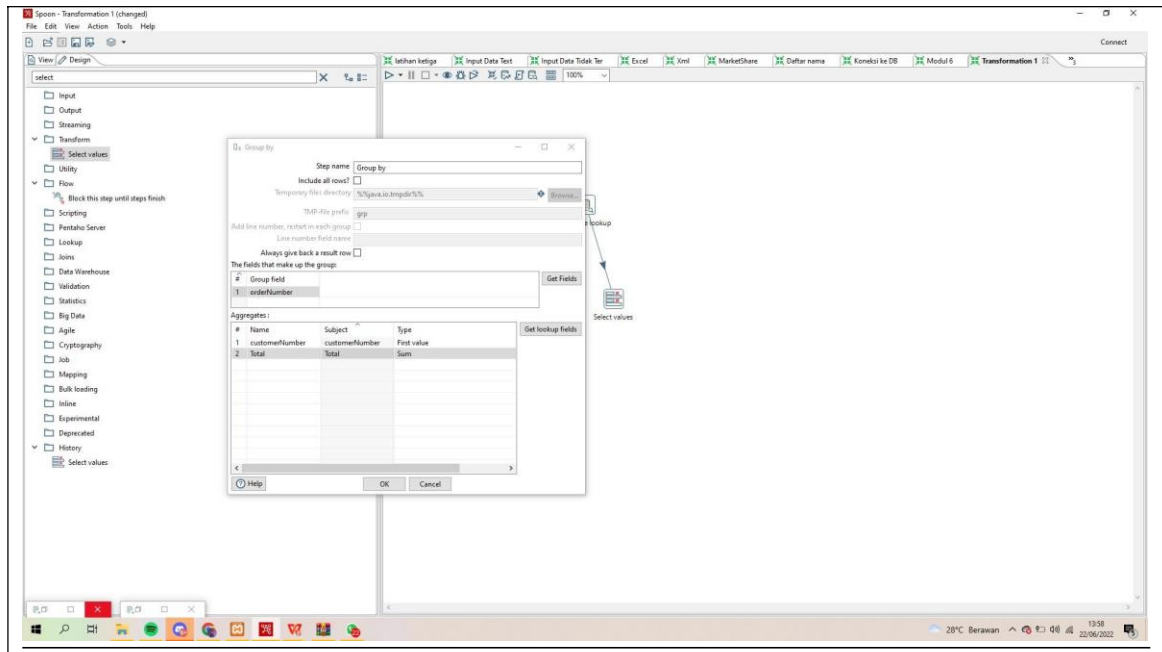 Spoon - Transformation 1 (changed)
File Edit View Action Tools Help
Connect
View Design
latihan ketiga Input Data Text Input Data Tidak Ter Excel Xml MarketShare Daftar nama Koneksi ke DB Modul 6 Transformation 1
select
100%
Input
Output
Streaming
Transform
Select values
Utility
Flow
Block this step until steps finish
Scripting
Pentaho Server
Lookup
Joins
Data Warehouse
Validation
Statistics
Big Data
Agile
Cryptography
Job
Mapping
Bulk loading
Inline
Experimental
Deprecated
History
Select values
Group by
Step name Group by
Include all rows?
Temporary files directory %%java.io.tmpdir%% Browse...
TMP-file prefix grp
Add line number, restart in each group
Line number field name
Always give back a result row
The fields that make up the group:
# Group field Get Fields
1 orderNumber
Aggregates :
# Name Subject Type Get lookup fields
1 customerNumber customerNumber First value
2 Total Total Sum
Help OK Cancel
lookup
Select values
28°C Berawan
13:58
22/06/2022